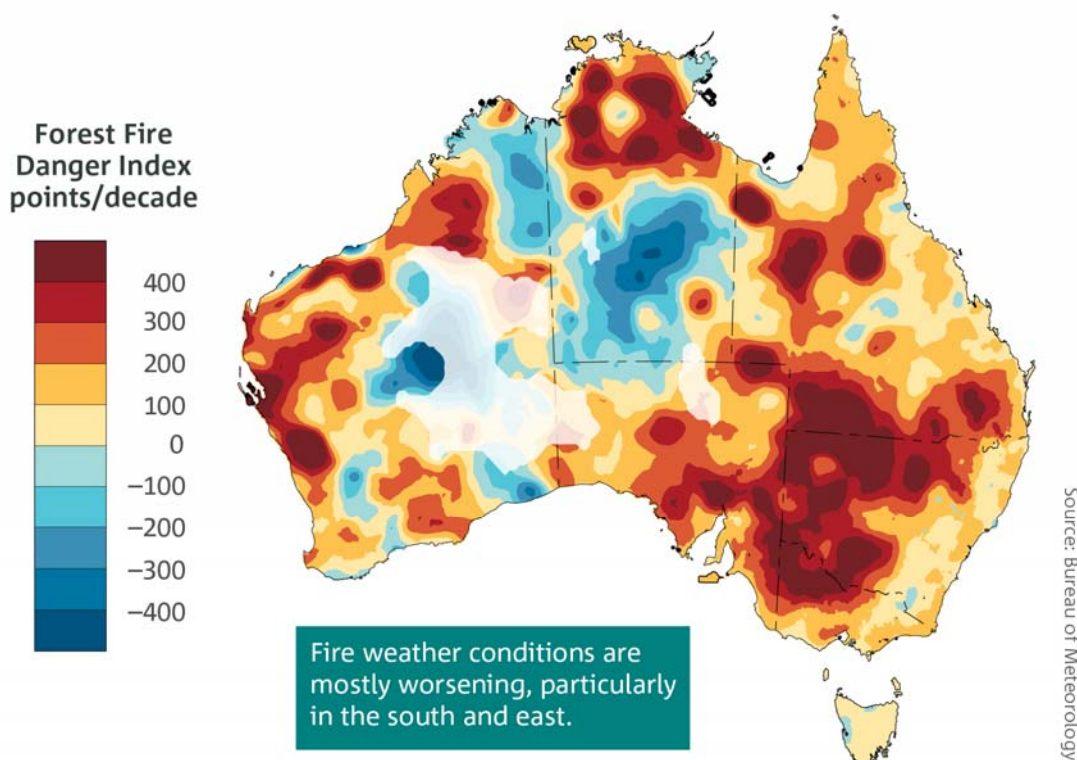 Forest Fire
Danger Index
points/decade
400
300
200
100
0
−100
−200
−300
−400
Fire weather conditions are
mostly worsening, particularly
in the south and east.
Source: Bureau of Meteorology